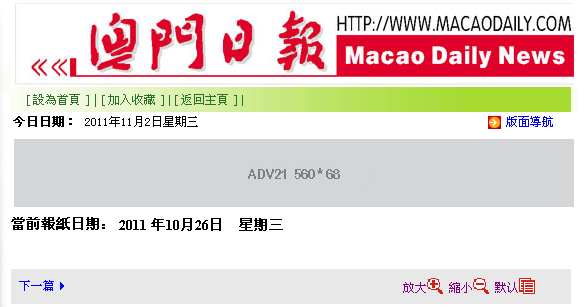 澳門日報 HTTP://WWW.MACAODAILY.COM
Macao Daily News
[設為首頁 ] | [加入收藏 ] | [返回主頁 ] |
今日日期： 2011年11月2日星期三 版面導航
ADV21 560*68
當前報紙日期： 2011 年10月26日 星期三
下一篇 放大 縮小 默认